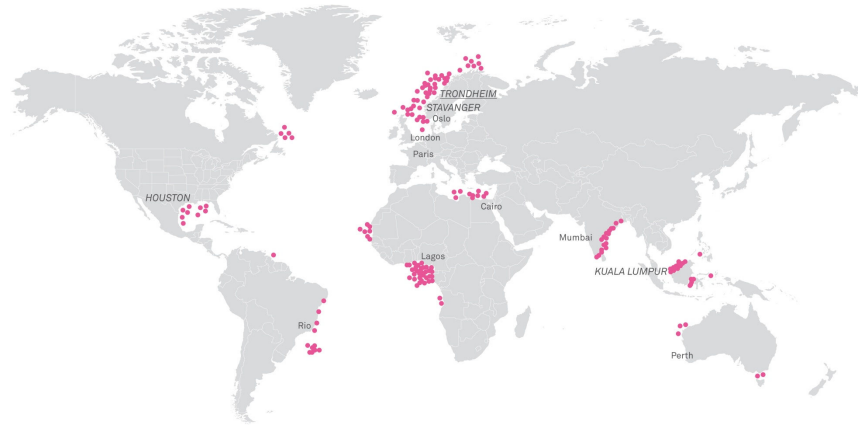 TRONDHEIM
STAVANGER
Oslo
London
Paris
HOUSTON
Cairo
Mumbai
Lagos
KUALA LUMPUR
Rio
Perth